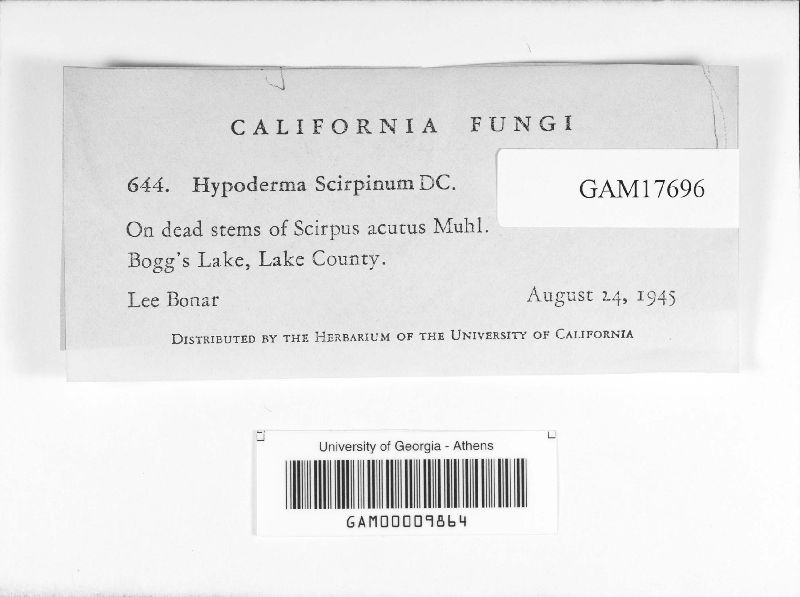 CALIFORNIA FUNGI
644. Hypoderma Scirpinum DC.
GAM17696
On dead stems of Scirpus acutus Muhl.
Bogg's Lake, Lake County.
Lee Bonar
August 24, 1945
DISTRIBUTED BY THE HERBARIUM OF THE UNIVERSITY OF CALIFORNIA
University of Georgia - Athens
GAM00009864